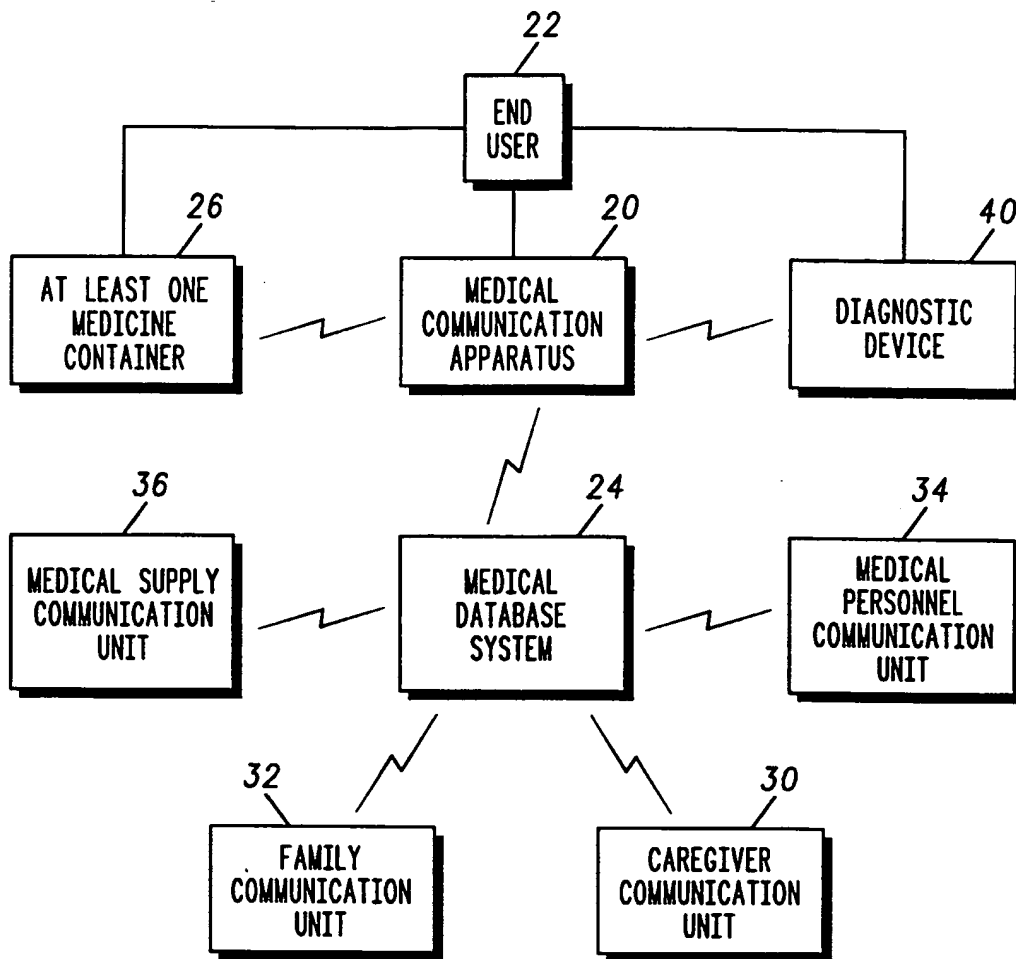 22
END
USER
26
AT LEAST ONE
MEDICINE
CONTAINER
20
MEDICAL
COMMUNICATION
APPARATUS
40
DIAGNOSTIC
DEVICE
36
MEDICAL SUPPLY
COMMUNICATION
UNIT
24
MEDICAL
DATABASE
SYSTEM
34
MEDICAL
PERSONNEL
COMMUNICATION
UNIT
32
FAMILY
COMMUNICATION
UNIT
30
CAREGIVER
COMMUNICATION
UNIT